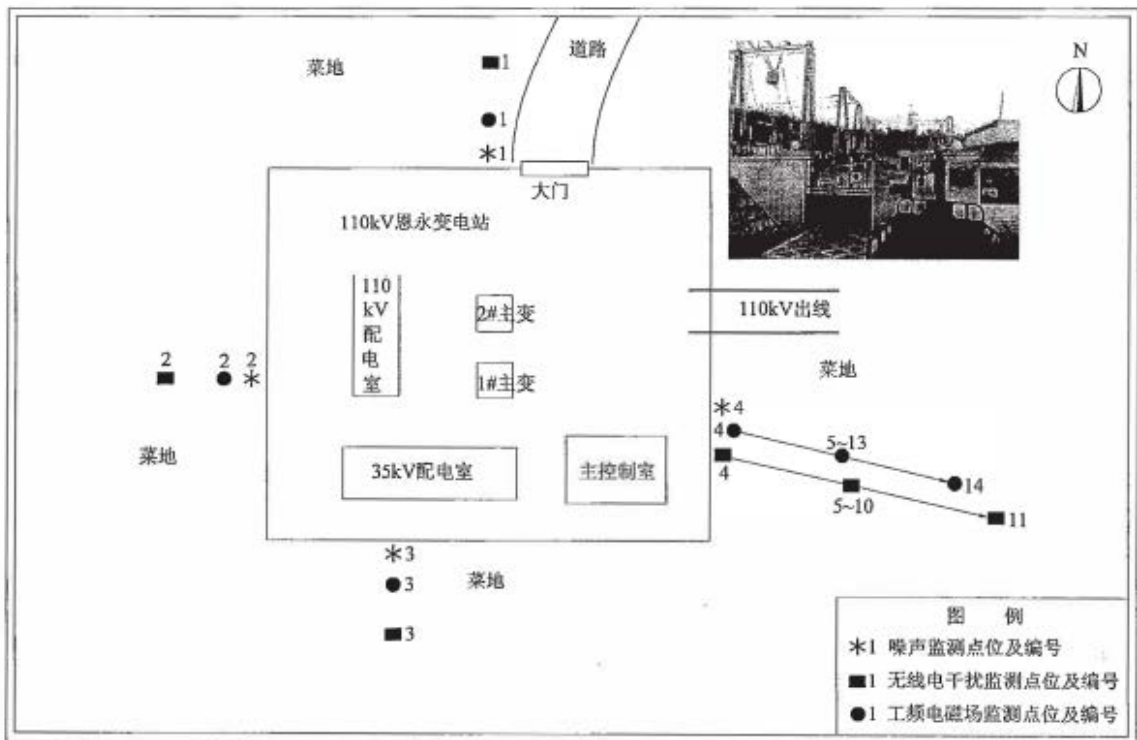 菜地
■1
道路
N
●1
*1
大门
110kV恩永变电站
110
kV
配
电
室
2#主变
1#主变
110kV出线
菜地
2
2
2
菜地
*4
4
5~13
14
4
5~10
11
35kV配电室
主控制室
*3
3
菜地
3
图 例
*1 噪声监测点位及编号
■1 无线电干扰监测点位及编号
●1 工频电磁场监测点位及编号